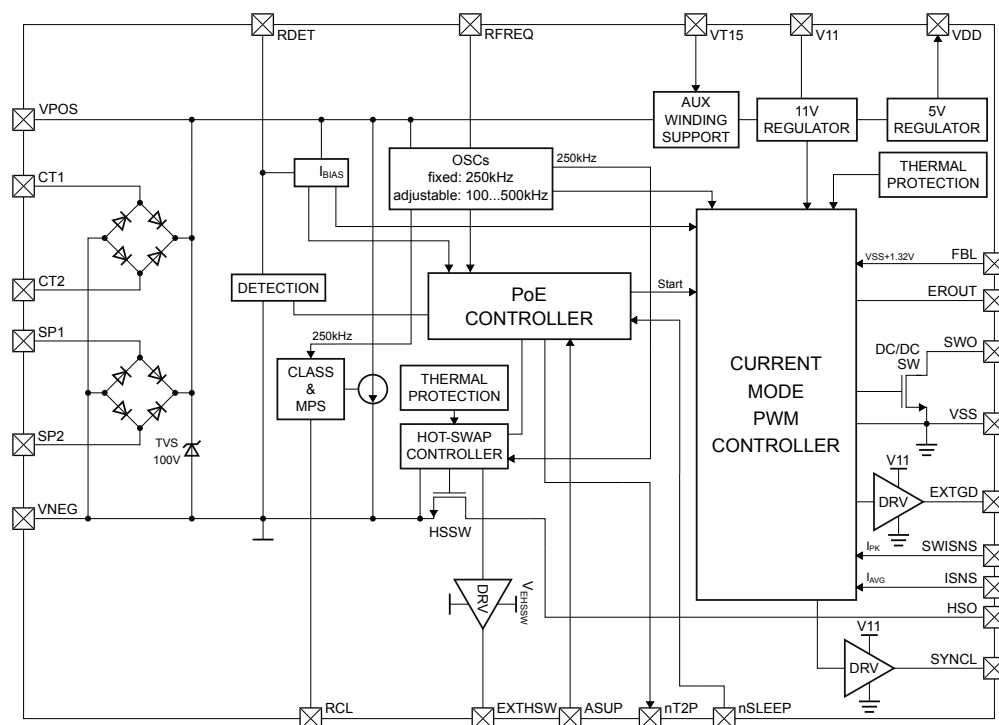 RDET
RFREQ
VT15
V11
VDD
VPOS
AUX
WINDING
SUPPORT
11V
REGULATOR
5V
REGULATOR
OSCs
fixed: 250kHz
adjustable: 100...500kHz
250kHz
THERMAL
PROTECTION
IBIAS
CT1
CT2
SP1
SP2
TVS
100V
VNEG
DETECTION
PoE
CONTROLLER
Start
250kHz
CLASS
&
MPS
THERMAL
PROTECTION
HOT-SWAP
CONTROLLER
HSSW
DRV
VEHSSW
CURRENT
MODE
PWM
CONTROLLER
VSS+1.32V
FBL
EROUT
DC/DC
SW
SWO
VSS
V11
DRV
EXTGD
IPK
SWISNS
IAVG
ISNS
HSO
V11
DRV
SYNCL
RCL
EXTHSW
ASUP
nT2P
nSLEEP